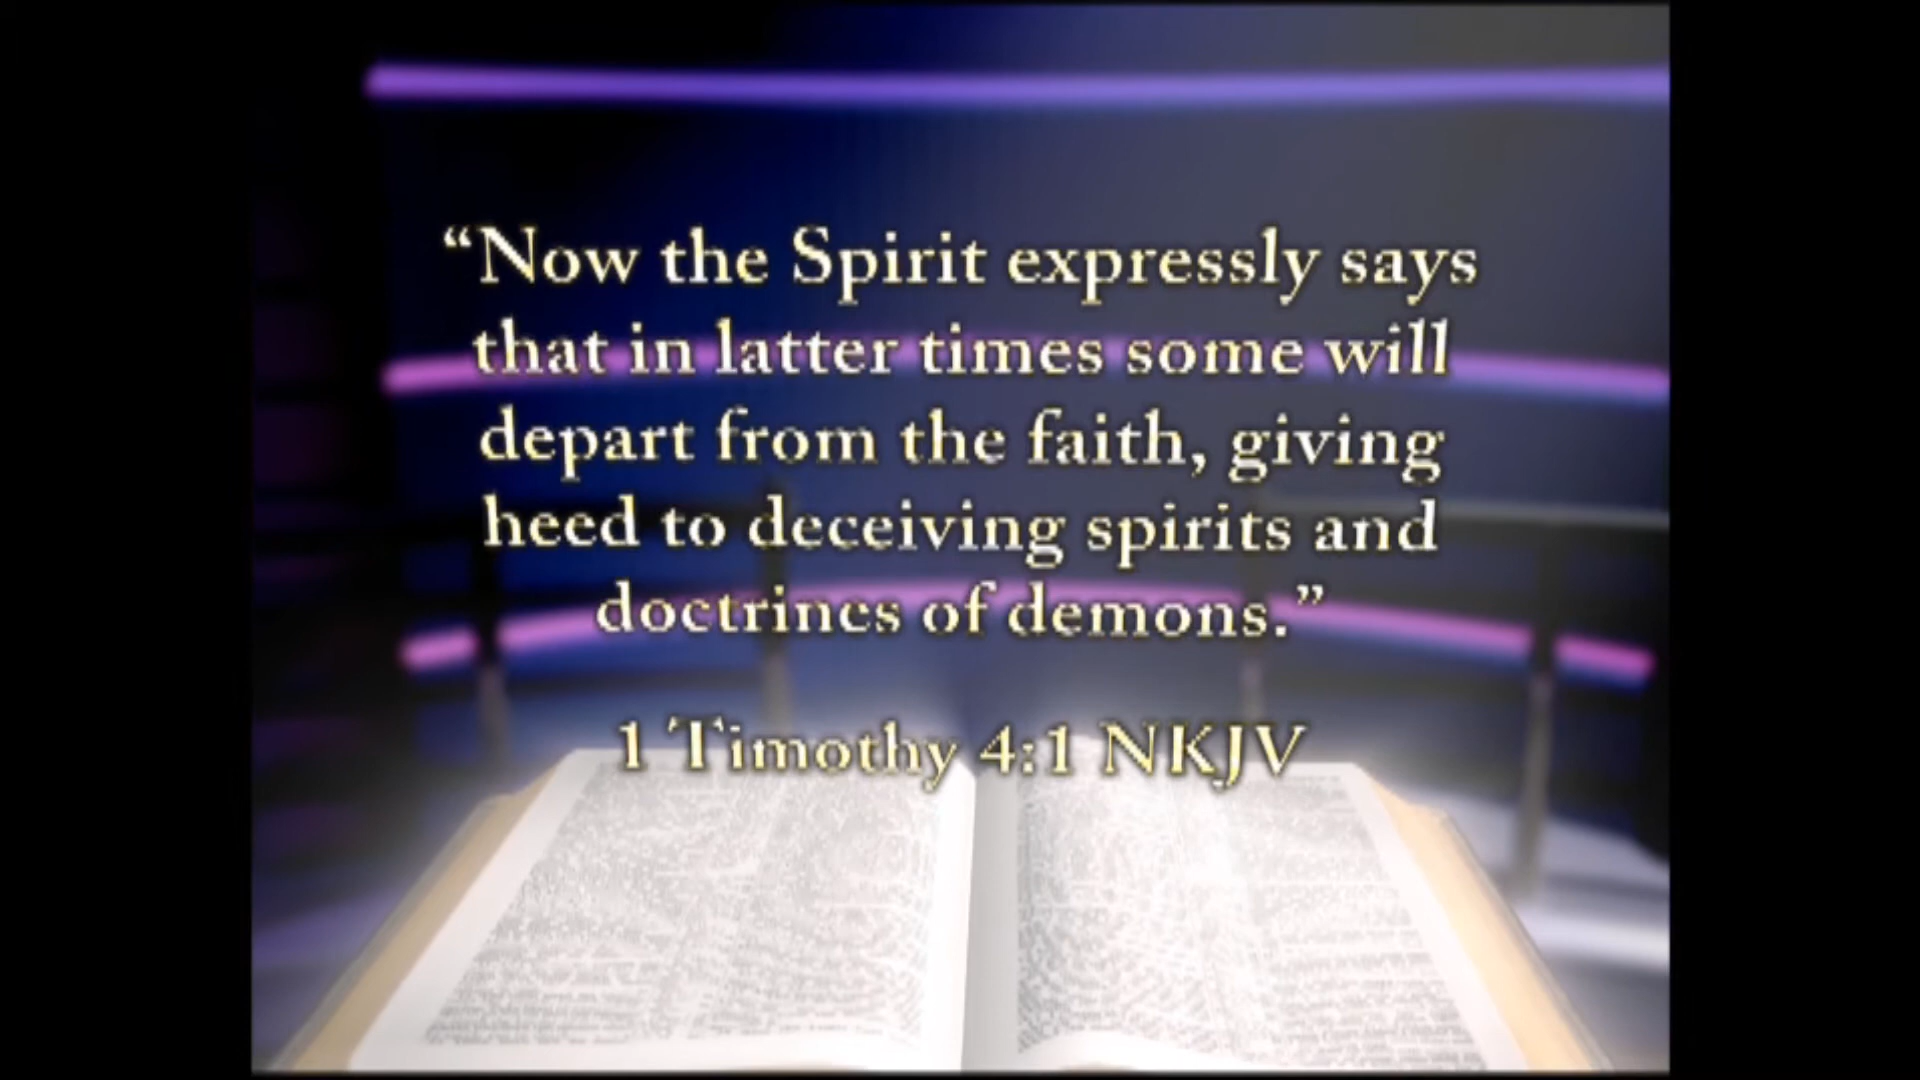 “Now the Spirit expressly says
that in latter times some will
depart from the faith, giving
heed to deceiving spirits and
doctrines of demons.”
1 Timothy 4:1 NKJV